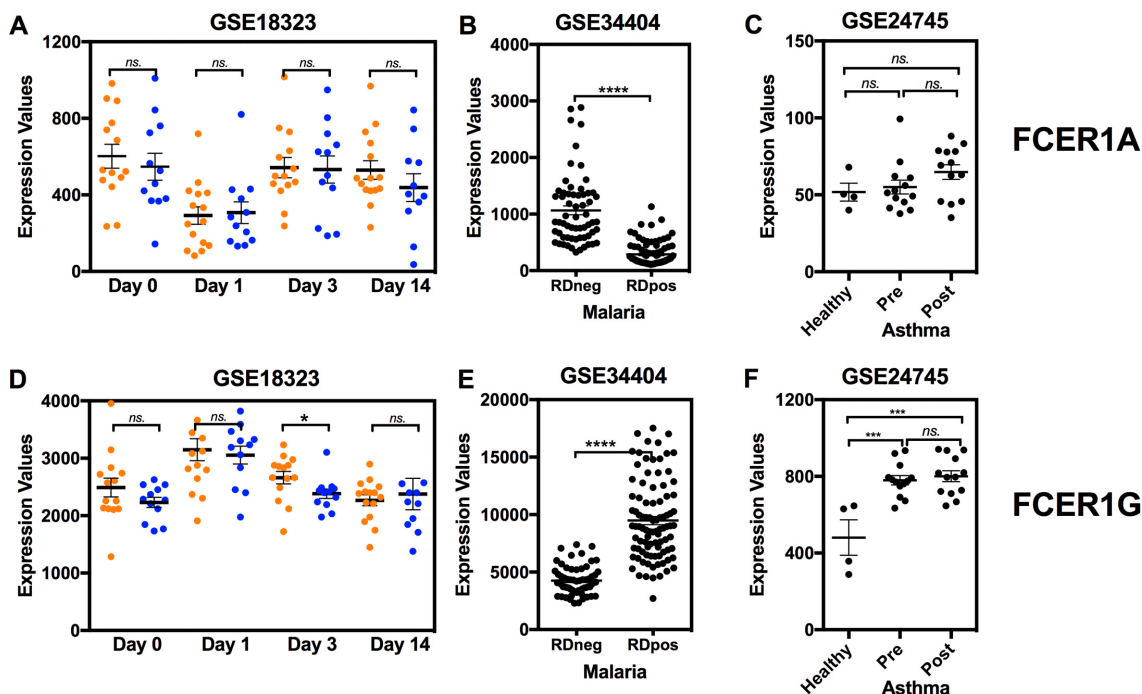 A
GSE18323
Expression Values
1200
800
400
0
ns.
ns.
ns.
ns.
Day 0
Day 1
Day 3
Day 14
B
GSE34404
Expression Values
4000
3000
2000
1000
0
****
RDneg
RDpos
Malaria
C
GSE24745
Expression Values
150
100
50
0
ns.
ns.
ns.
Healthy
Pre
Post
Asthma
FCER1A
D
GSE18323
Expression Values
4000
3000
2000
1000
0
ns.
ns.
*
ns.
Day 0
Day 1
Day 3
Day 14
E
GSE34404
Expression Values
20000
15000
10000
5000
0
****
RDneg
RDpos
Malaria
F
GSE24745
Expression Values
1200
800
400
0
***
***
ns.
Healthy
Pre
Post
Asthma
FCER1G